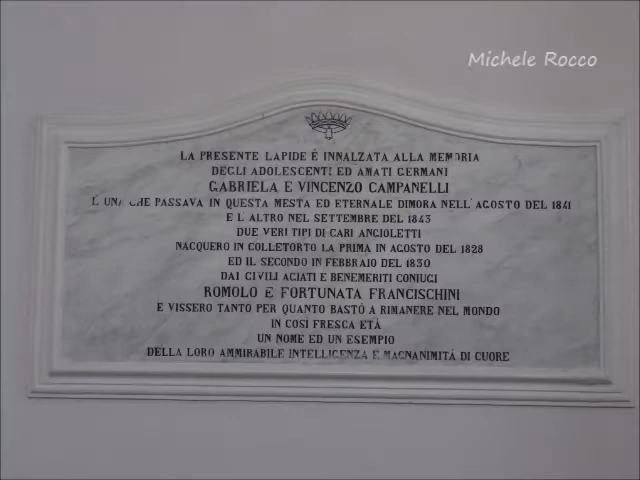 Michele Rocco
LA PRESENTE LAPIDE È INNALZATA ALLA MEMORIA
DEGLI ADOLESCENTI ED AMATI GERMANI
GABRIELA E VINCENZO CAMPANELLI
L'UNA CHE PASSAVA IN QUESTA MESTA ED ETERNALE DIMORA NELL'AGOSTO DEL 1841
E L'ALTRO NEL SETTEMBRE DEL 1843
DUE VERI TIPI DI CARI ANGIOLETTI
NACQUERO IN COLLETORTO LA PRIMA IN AGOSTO DEL 1828
ED IL SECONDO IN FEBBRAIO DEL 1830
DAI CIVILI AGIATI E BENEMERITI CONIUGI
ROMOLO E FORTUNATA FRANCISCHINI
E VISSERO TANTO PER QUANTO BASTÒ A RIMANERE NEL MONDO
IN COSÌ FRESCA ETÀ
UN NOME ED UN ESEMPIO
DELLA LORO AMMIRABILE INTELLIGENZA E MAGNANIMITÀ DI CUORE